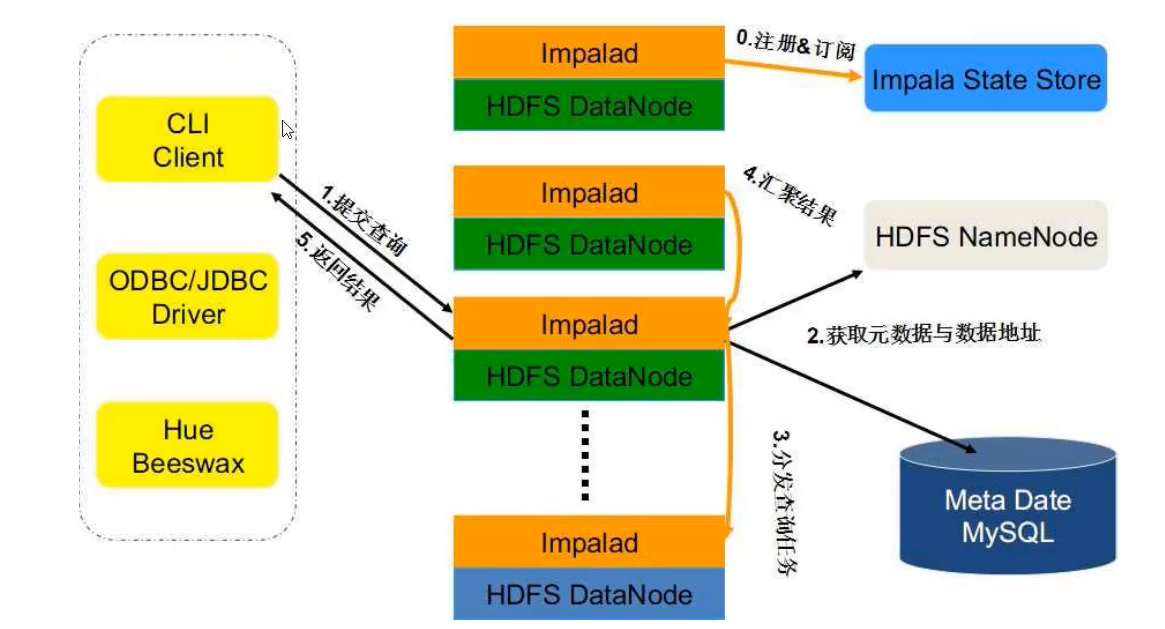 CLI
Client
ODBC/JDBC
Driver
Hue
Beeswax
1.提交查询
5.返回结果
Impalad
HDFS DataNode
Impalad
HDFS DataNode
Impalad
HDFS DataNode
Impalad
HDFS DataNode
0.注册&订阅
Impala State Store
4.汇聚结果
HDFS NameNode
2.获取元数据与数据地址
3.分发查询任务
Meta Date
MySQL